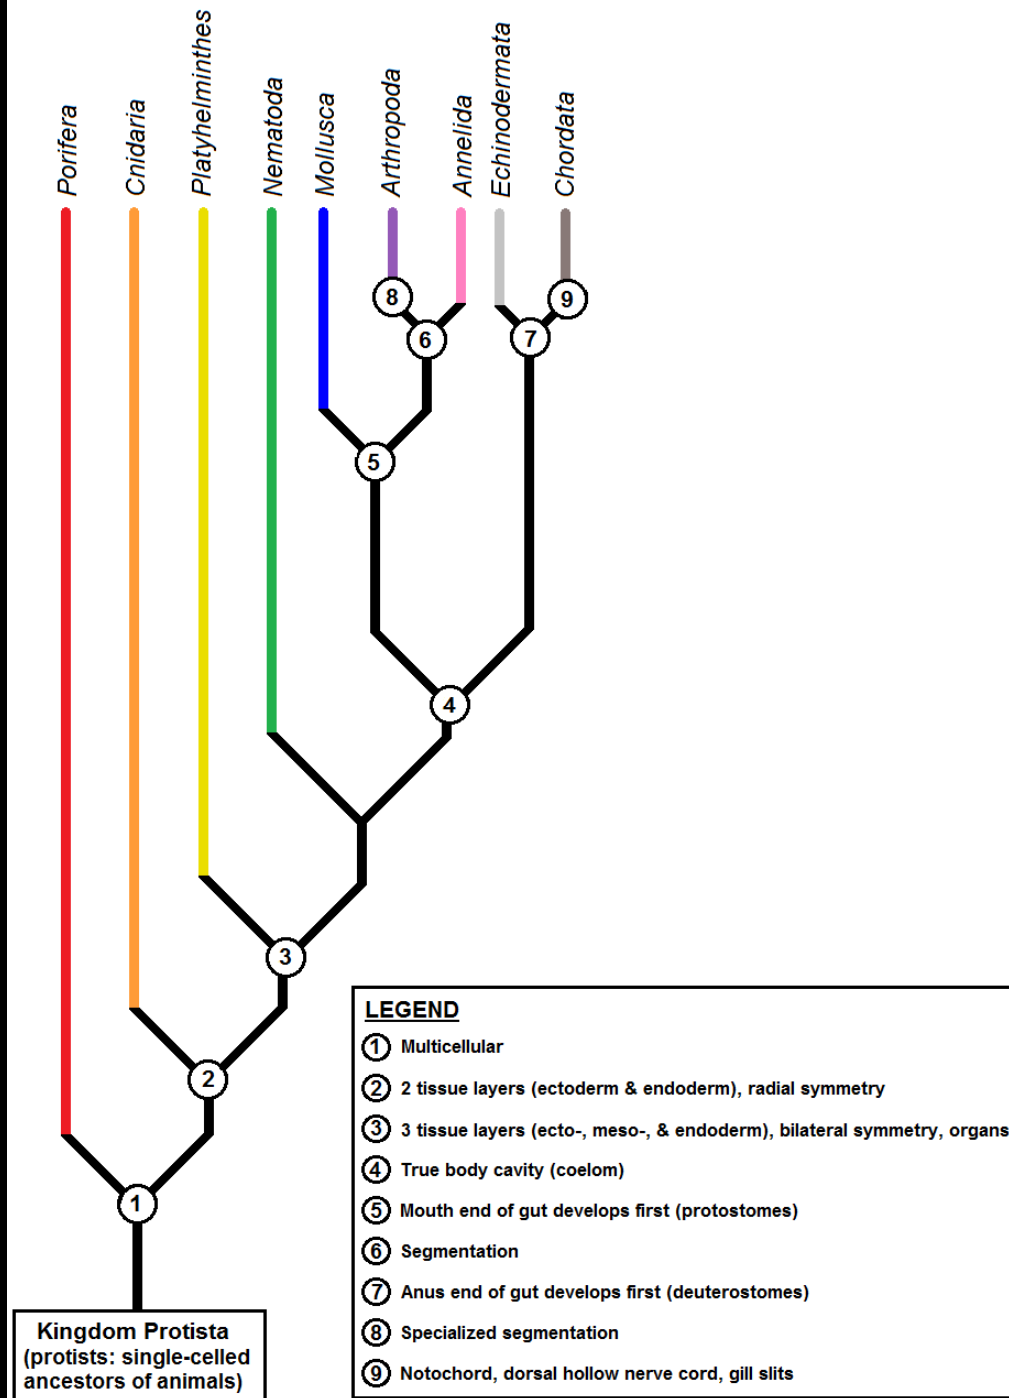 Porifera
Cnidaria
Platyhelminthes
Nematoda
Mollusca
Arthropoda
Annelida
Echinodermata
Chordata
8
9
6
7
5
4
3
2
1
Kingdom Protista
(protists: single-celled
ancestors of animals)
LEGEND
1 Multicellular
2 2 tissue layers (ectoderm & endoderm), radial symmetry
3 3 tissue layers (ecto-, meso-, & endoderm), bilateral symmetry, organs
4 True body cavity (coelom)
5 Mouth end of gut develops first (protostomes)
6 Segmentation
7 Anus end of gut develops first (deuterostomes)
8 Specialized segmentation
9 Notochord, dorsal hollow nerve cord, gill slits